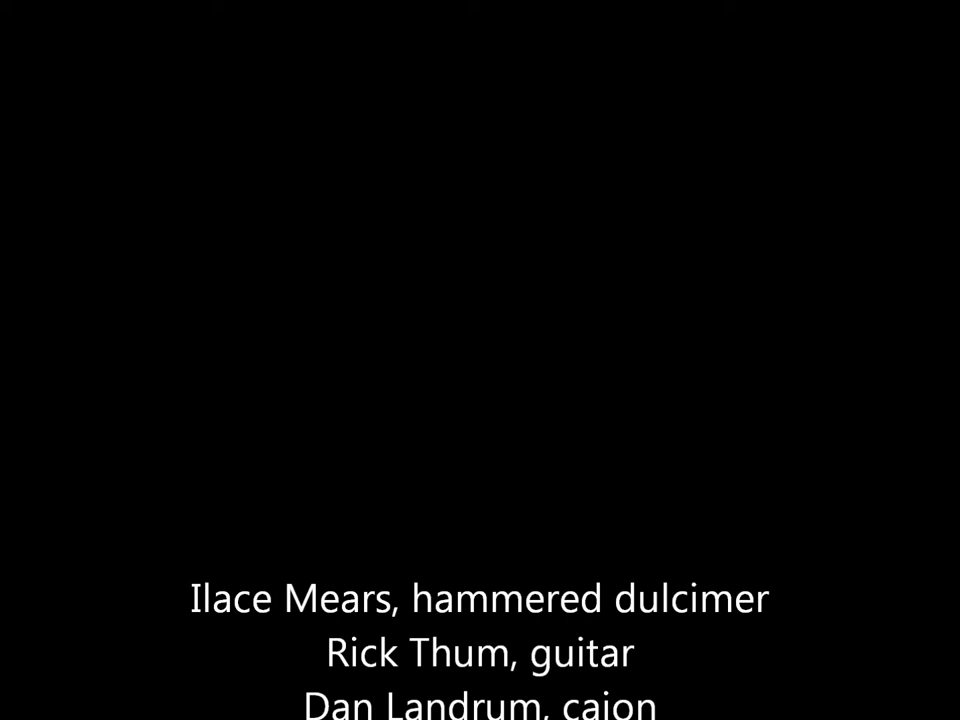 Ilace Mears, hammered dulcimer
Rick Thum, guitar
Dan Landrum, cajon